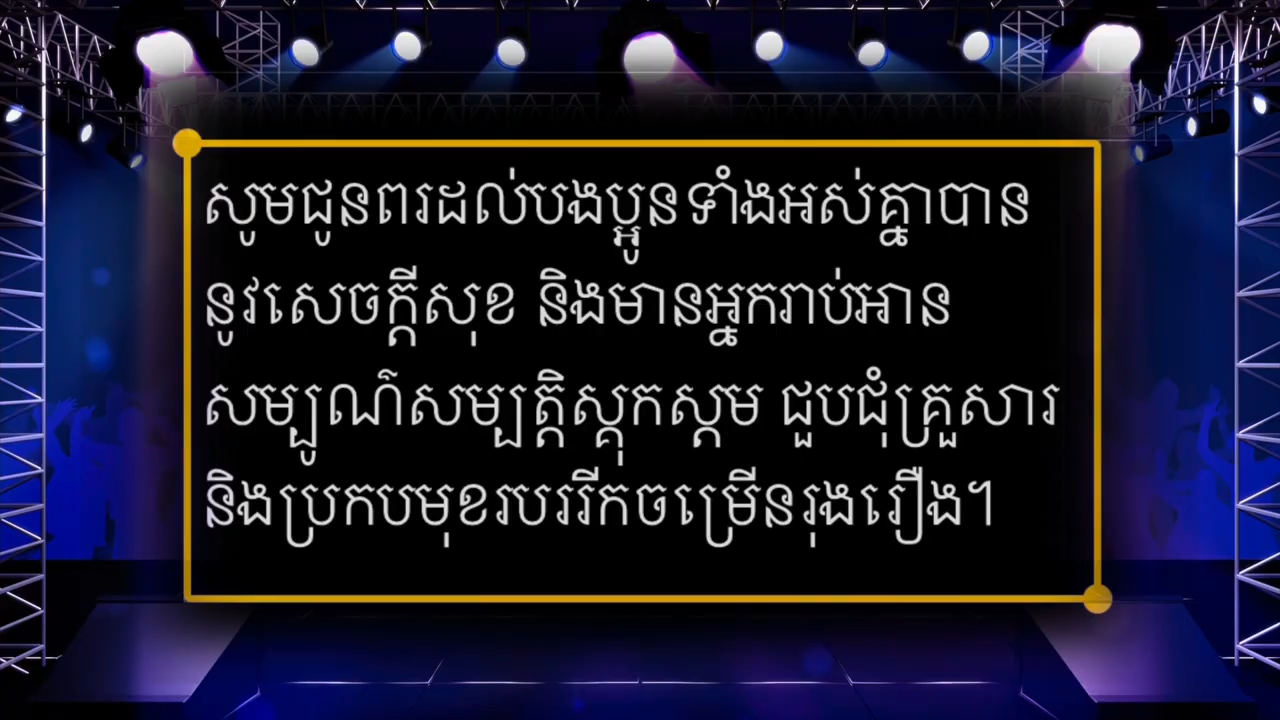 សូមជូនពរដល់បងប្អូនទាំងអស់គ្នាបាន
នូវសេចក្តីសុខ និងមានអ្នករាប់អាន
សម្បូណ៌សម្បត្តិស្តុកស្តម ជួបជុំគ្រួសារ
និងប្រកបមុខរបររីកចម្រើនរុងរឿង។